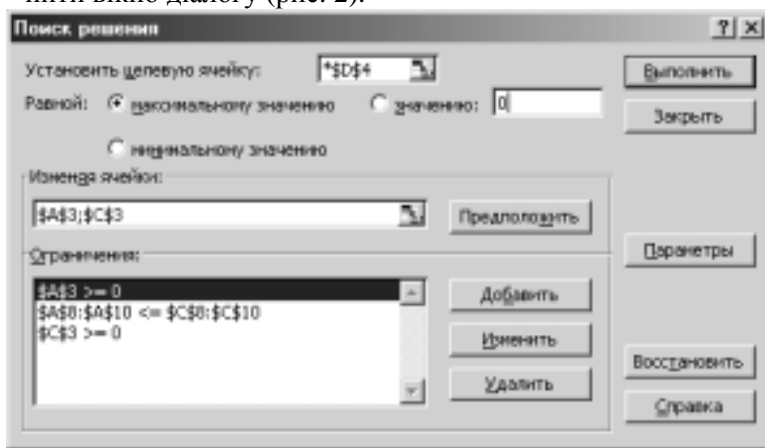 вікно діалогу (рис. 2).
Поиск решения
Установить целевую ячейку: *$D$4
Выполнить
Равной: максимальному значению значению: 0
Закрыть
минимальному значению
Изменяя ячейки:
$A$3;$C$3 Предположить
Ограничения:
Параметры
$A$3 >= 0
Добавить
$A$8:$A$10 <= $C$8:$C$10
$C$3 >= 0
Изменить
Восстановить
Удалить
Справка